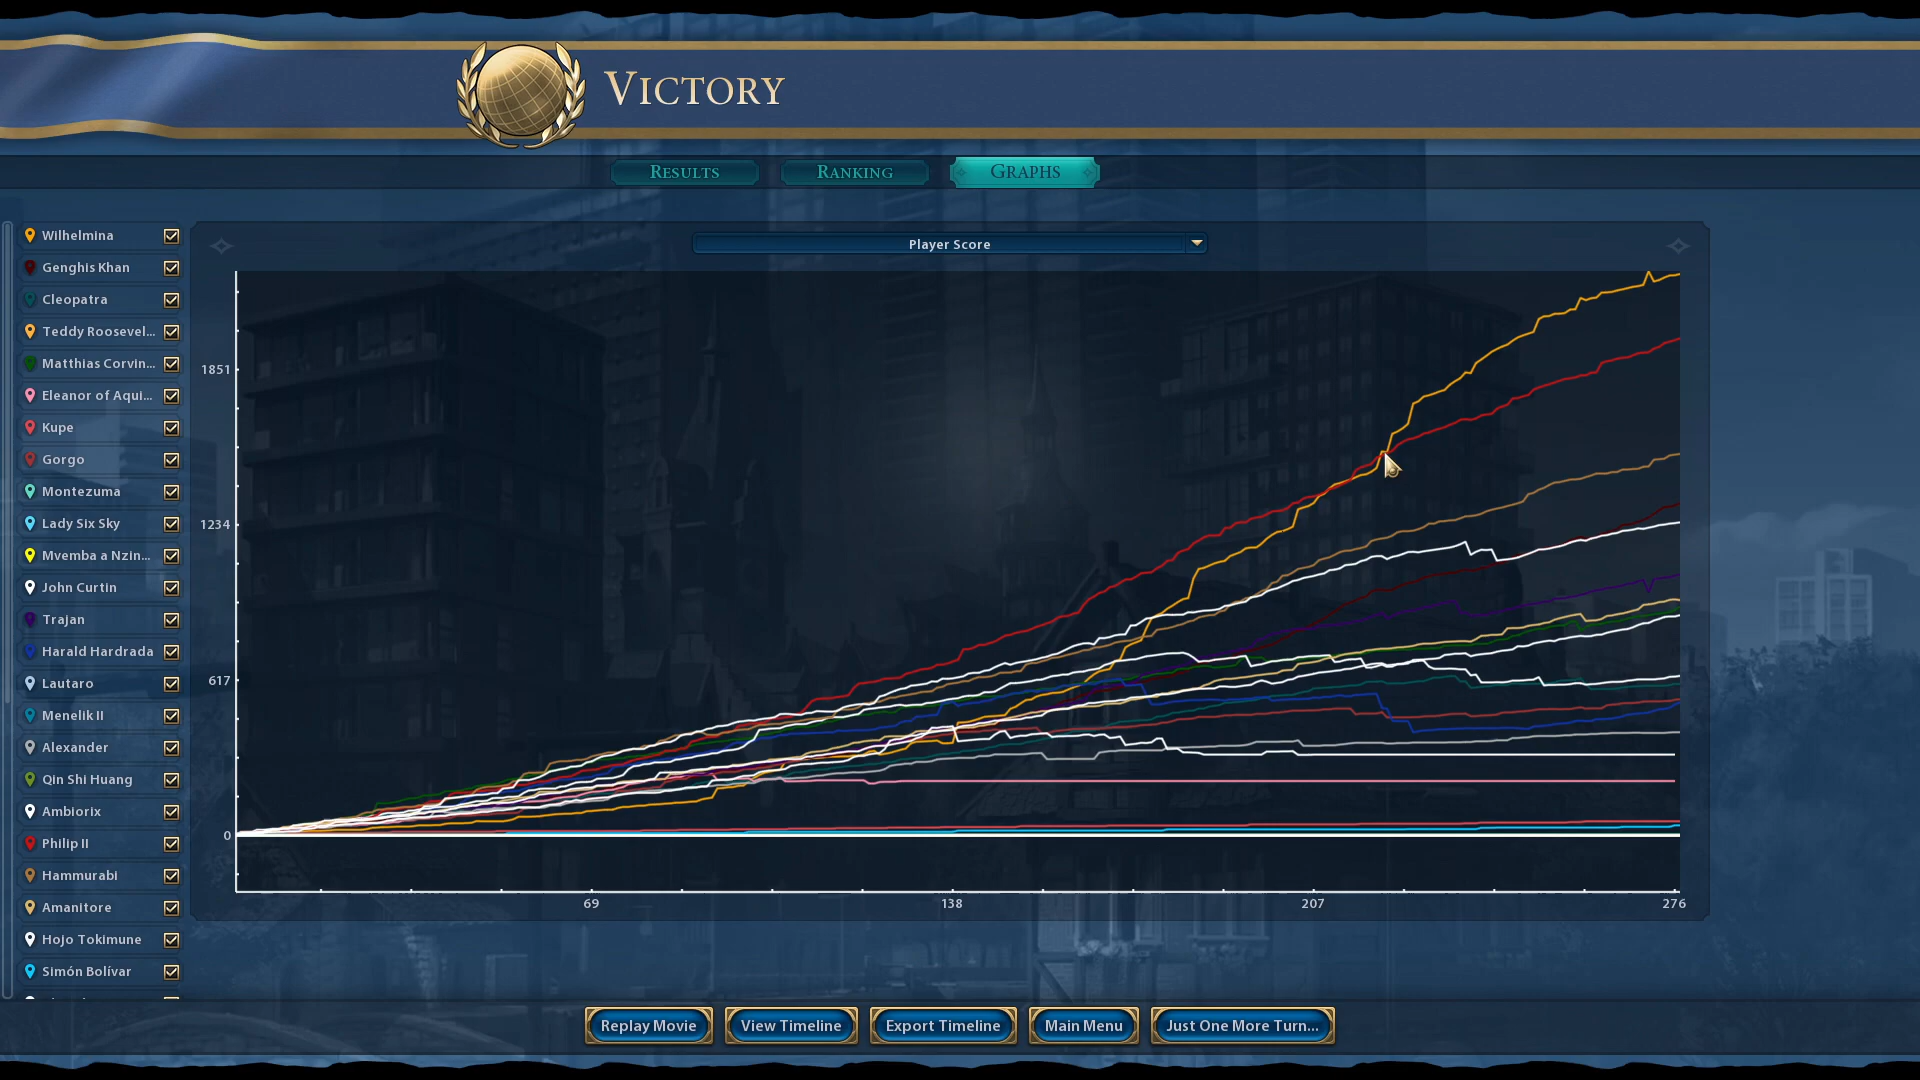 VICTORY
RESULTS
RANKING
GRAPHS
Wilhelmina
Genghis Khan
Cleopatra
Teddy Roosevel...
Matthias Corvin...
Eleanor of Aqui...
Kupe
Gorgo
Montezuma
Lady Six Sky
Mvemba a Nzin...
John Curtin
Trajan
Harald Hardrada
Lautaro
Menelik II
Alexander
Qin Shi Huang
Ambiorix
Philip II
Hammurabi
Amanitore
Hojo Tokimune
Simón Bolívar
Player Score
1851
1234
617
0
69
138
207
276
Replay Movie
View Timeline
Export Timeline
Main Menu
Just One More Turn...